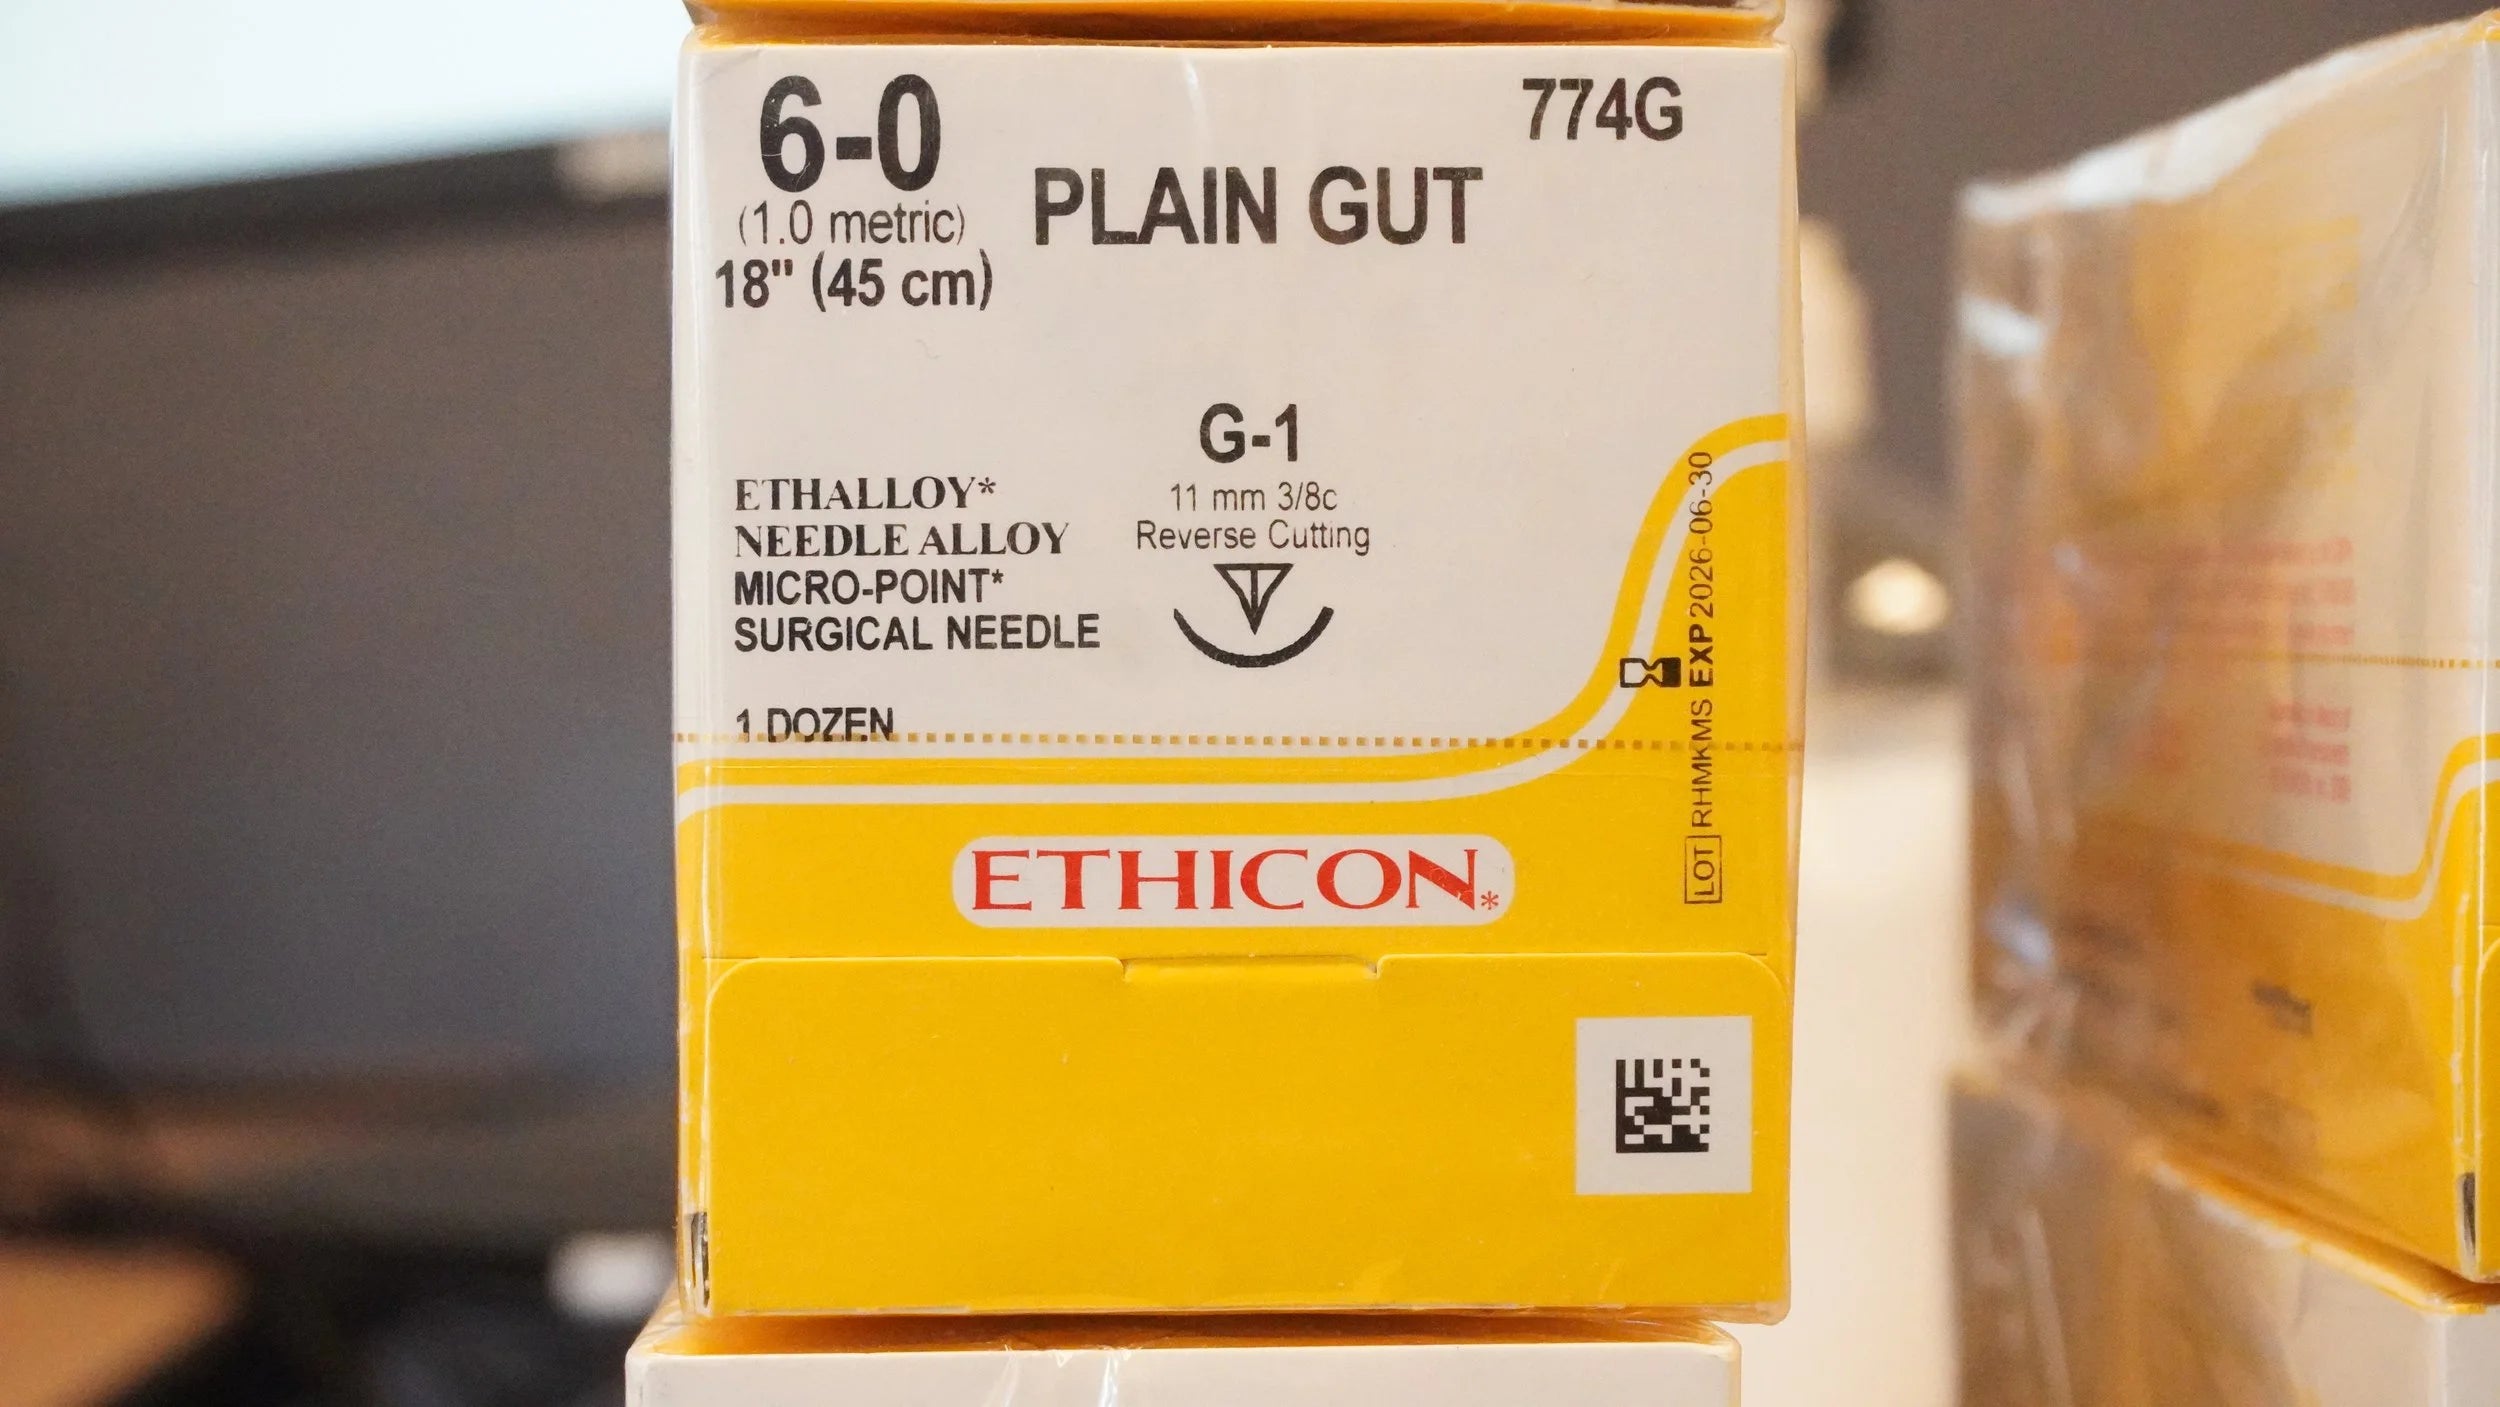 6-0
774G
PLAIN GUT
(1.0 metric)
18" (45 cm)
G-1
11 mm 3/8c
Reverse Cutting
ETHALLOY*
NEEDLE ALLOY
MICRO-POINT*
SURGICAL NEEDLE
1 DOZEN
LOT RHMKMS EXP 2026-06-30
ETHICON*